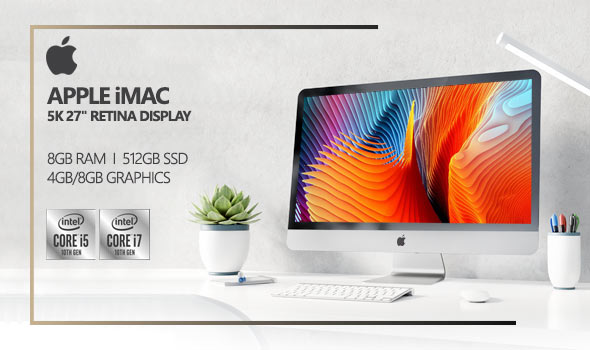 APPLE iMAC
5K 27" RETINA DISPLAY
8GB RAM | 512GB SSD
4GB/8GB GRAPHICS
intel
CORE i5
10TH GEN
intel
CORE i7
10TH GEN